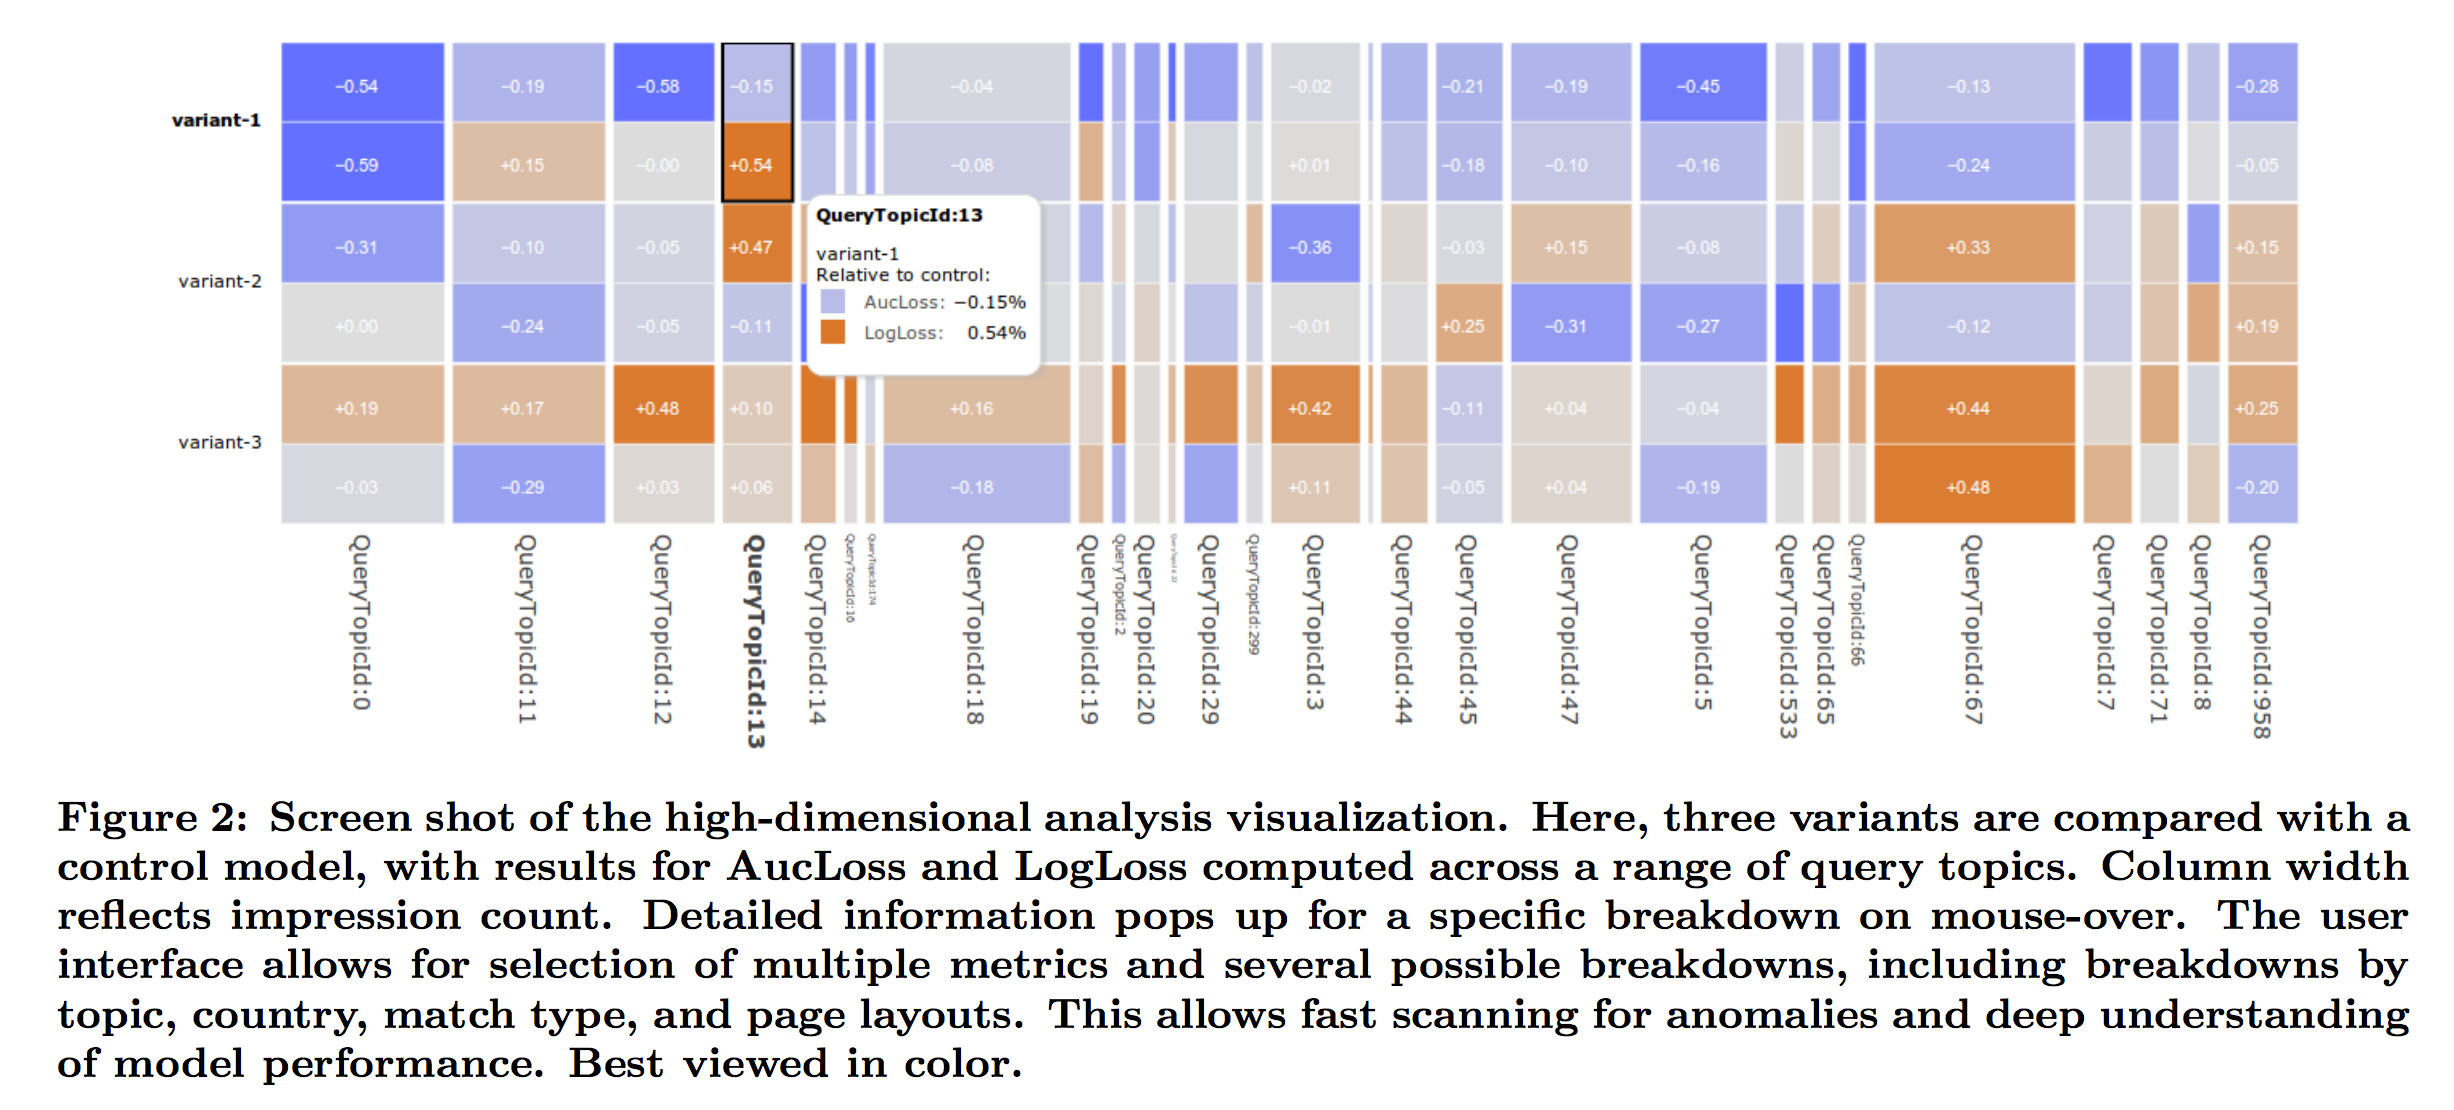 −0.54 −0.19 −0.58 −0.15 −0.04 −0.02 −0.21 −0.19 −0.45 −0.13 −0.28
variant-1
−0.59 +0.15 −0.00 +0.54 −0.08 +0.01 −0.18 −0.10 −0.16 −0.24 −0.05
−0.31 −0.10 −0.05 +0.47 −0.36 −0.03 +0.15 −0.08 +0.33 +0.15
variant-2
+0.00 −0.24 −0.05 −0.11 −0.01 +0.25 −0.31 −0.27 −0.12 +0.19
QueryTopicId:13
variant-1
Relative to control:
AucLoss: −0.15%
LogLoss: 0.54%
+0.19 +0.17 +0.48 +0.10 +0.16 +0.42 −0.11 +0.04 −0.04 +0.44 +0.25
variant-3
−0.03 −0.29 +0.03 +0.06 −0.18 +0.11 −0.05 +0.04 −0.19 +0.48 −0.20
QueryTopicId:0
QueryTopicId:11
QueryTopicId:12
QueryTopicId:13
QueryTopicId:14
QueryTopicId:16
QueryTopicId:174
QueryTopicId:18
QueryTopicId:19
QueryTopicId:2
QueryTopicId:20
QueryTopicId:29
QueryTopicId:299
QueryTopicId:3
QueryTopicId:44
QueryTopicId:45
QueryTopicId:47
QueryTopicId:5
QueryTopicId:533
QueryTopicId:65
QueryTopicId:66
QueryTopicId:67
QueryTopicId:7
QueryTopicId:71
QueryTopicId:8
QueryTopicId:958
Figure 2: Screen shot of the high-dimensional analysis visualization. Here, three variants are compared with a
control model, with results for AucLoss and LogLoss computed across a range of query topics. Column width
reflects impression count. Detailed information pops up for a specific breakdown on mouse-over. The user
interface allows for selection of multiple metrics and several possible breakdowns, including breakdowns by
topic, country, match type, and page layouts. This allows fast scanning for anomalies and deep understanding
of model performance. Best viewed in color.